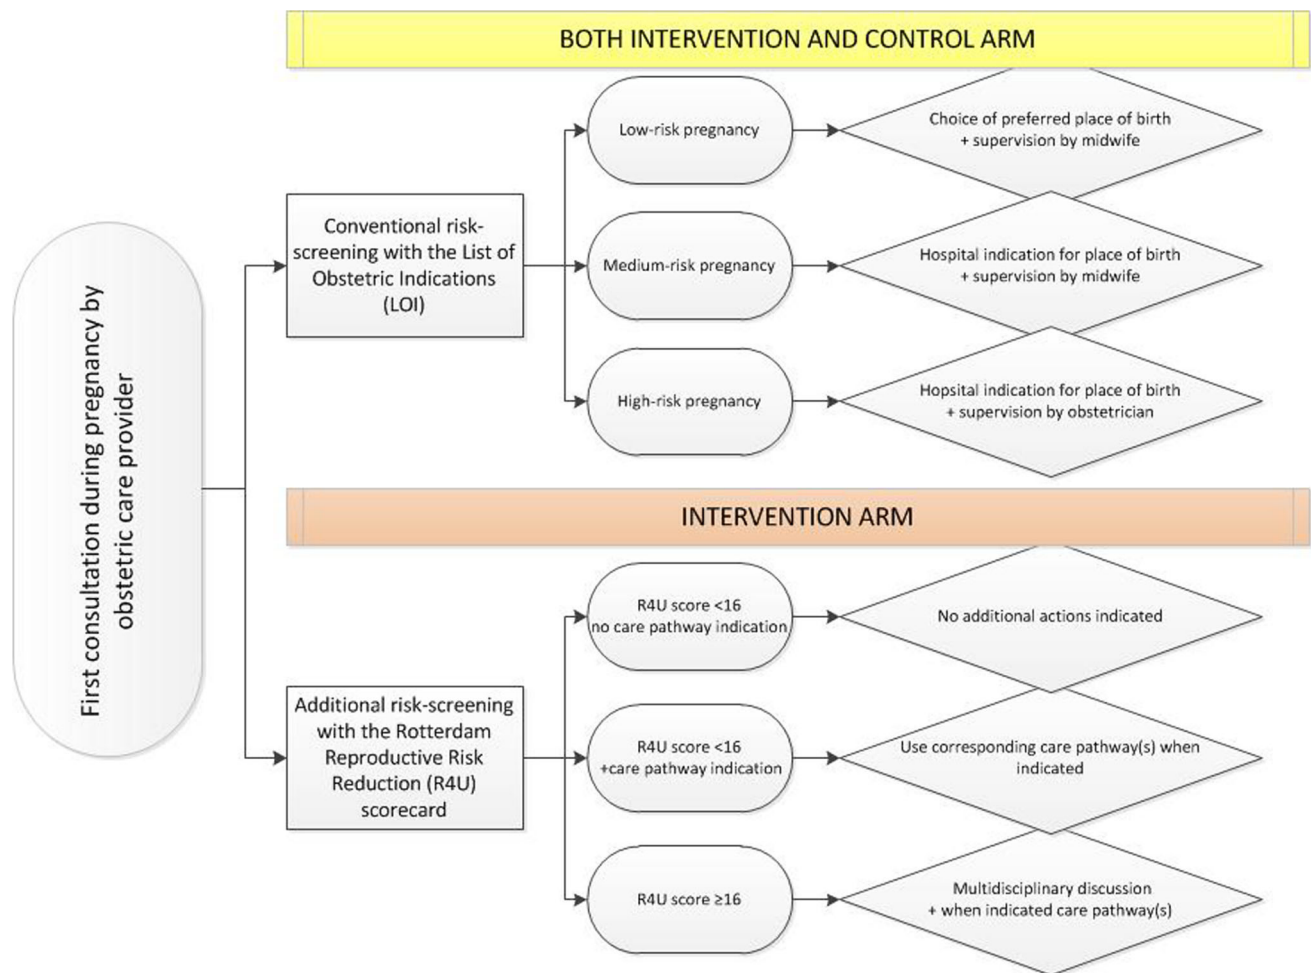 BOTH INTERVENTION AND CONTROL ARM
First consultation during pregnancy by
obstetric care provider
Conventional risk-
screening with the List of
Obstetric Indications
(LOI)
Low-risk pregnancy
Choice of preferred place of birth
+ supervision by midwife
Medium-risk pregnancy
Hospital indication for place of birth
+ supervision by midwife
High-risk pregnancy
Hopsital indication for place of birth
+ supervision by obstetrician
INTERVENTION ARM
Additional risk-screening
with the Rotterdam
Reproductive Risk
Reduction (R4U)
scorecard
R4U score <16
no care pathway indication
No additional actions indicated
R4U score <16
+care pathway indication
Use corresponding care pathway(s) when
indicated
R4U score ≥16
Multidisciplinary discussion
+ when indicated care pathway(s)